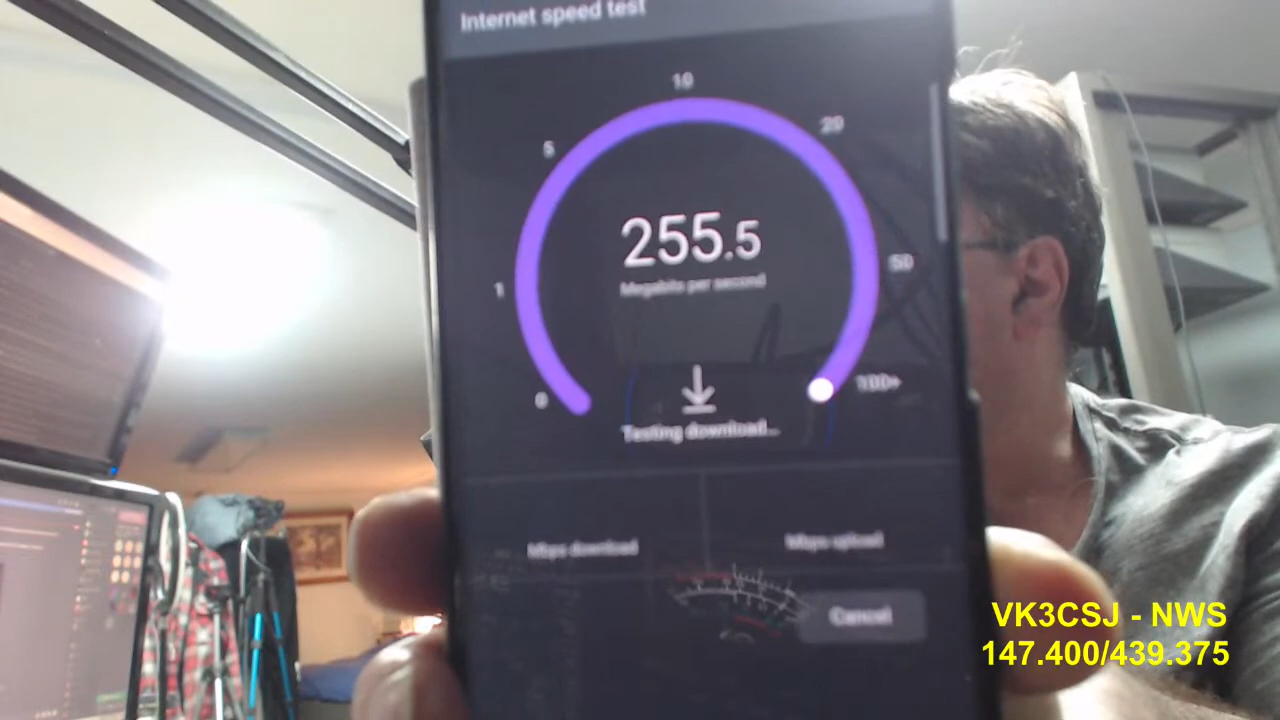 Internet speed test
10
5
20
255.5
Megabits per second
1
50
0
100+
Testing download...
Mbps download
Mbps upload
Cancel
VK3CSJ - NWS
147.400/439.375